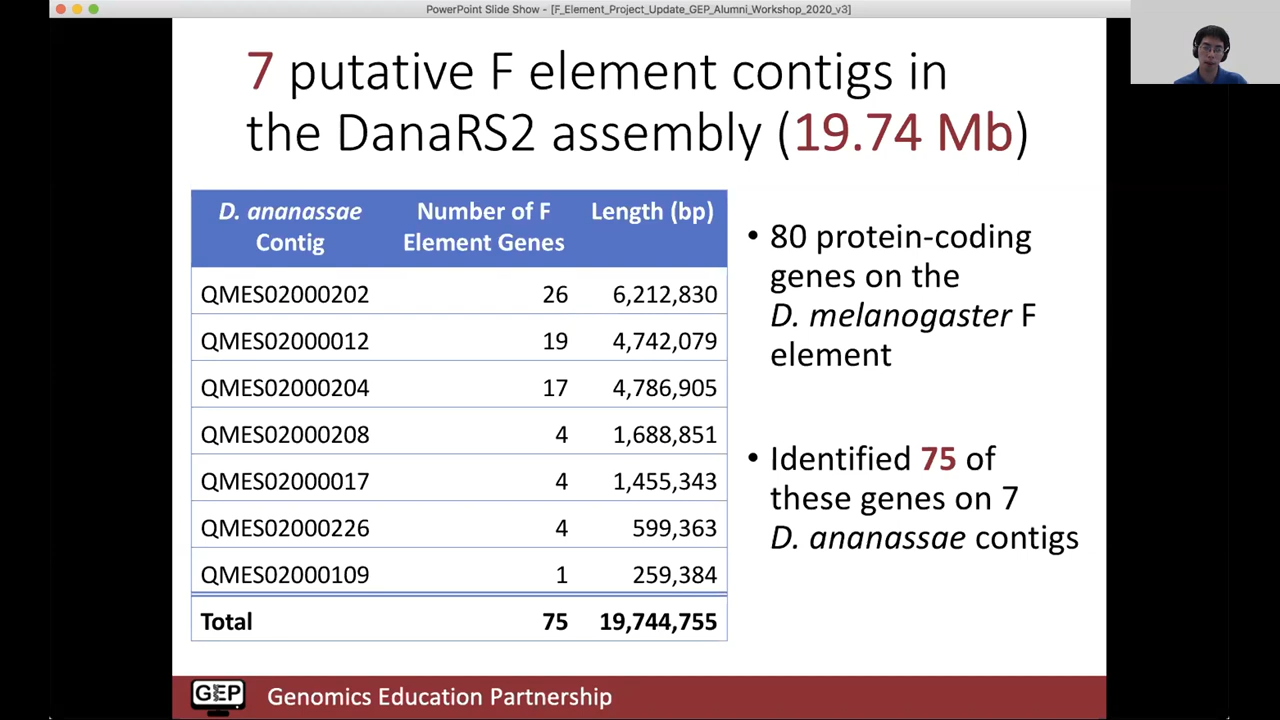 PowerPoint Slide Show - [F_Element_Project_Update_GEP_Alumni_Workshop_2020_v3]
7 putative F element contigs in
the DanaRS2 assembly (19.74 Mb)
D. ananassae Contig | Number of F Element Genes | Length (bp)
QMES02000202 26 6,212,830
QMES02000012 19 4,742,079
QMES02000204 17 4,786,905
QMES02000208 4 1,688,851
QMES02000017 4 1,455,343
QMES02000226 4 599,363
QMES02000109 1 259,384
Total 75 19,744,755
• 80 protein-coding
genes on the
D. melanogaster F
element
• Identified 75 of
these genes on 7
D. ananassae contigs
GEP Genomics Education Partnership